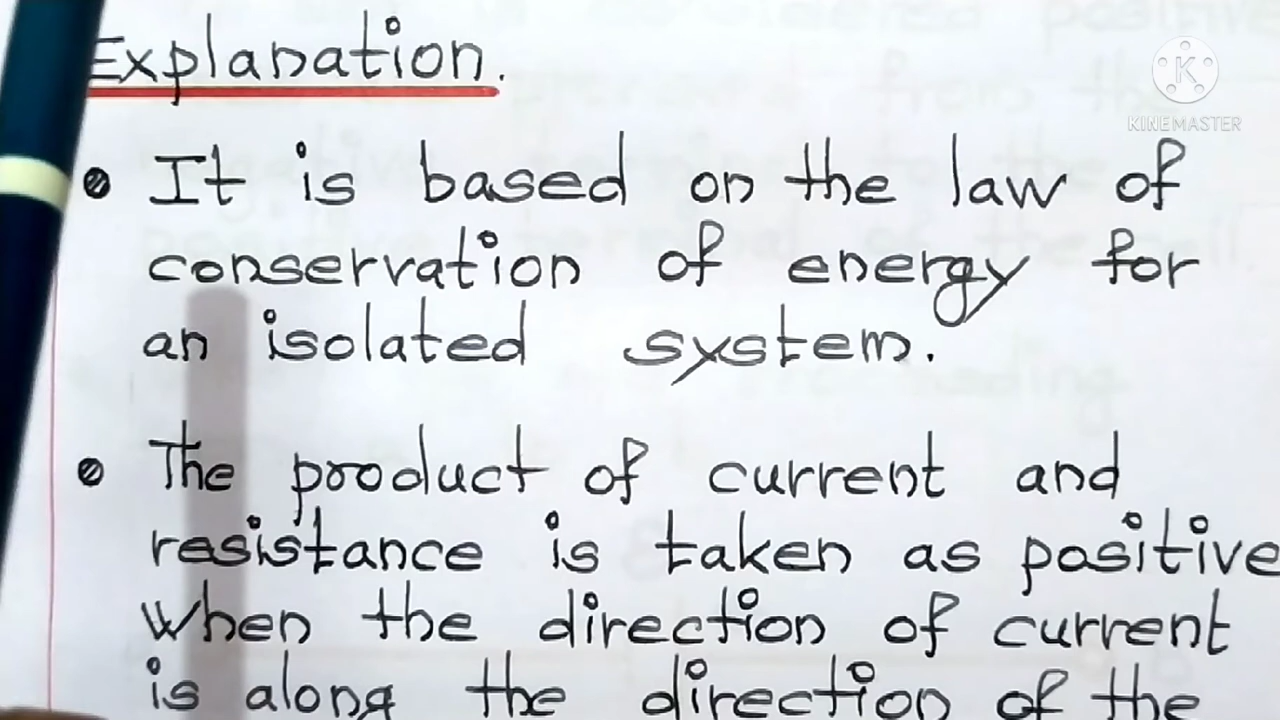 Explanation.
KINEMASTER
It is based on the law of
conservation of energy for
an isolated system.
The product of current and
resistance is taken as positive
when the direction of current
is along the direction of the